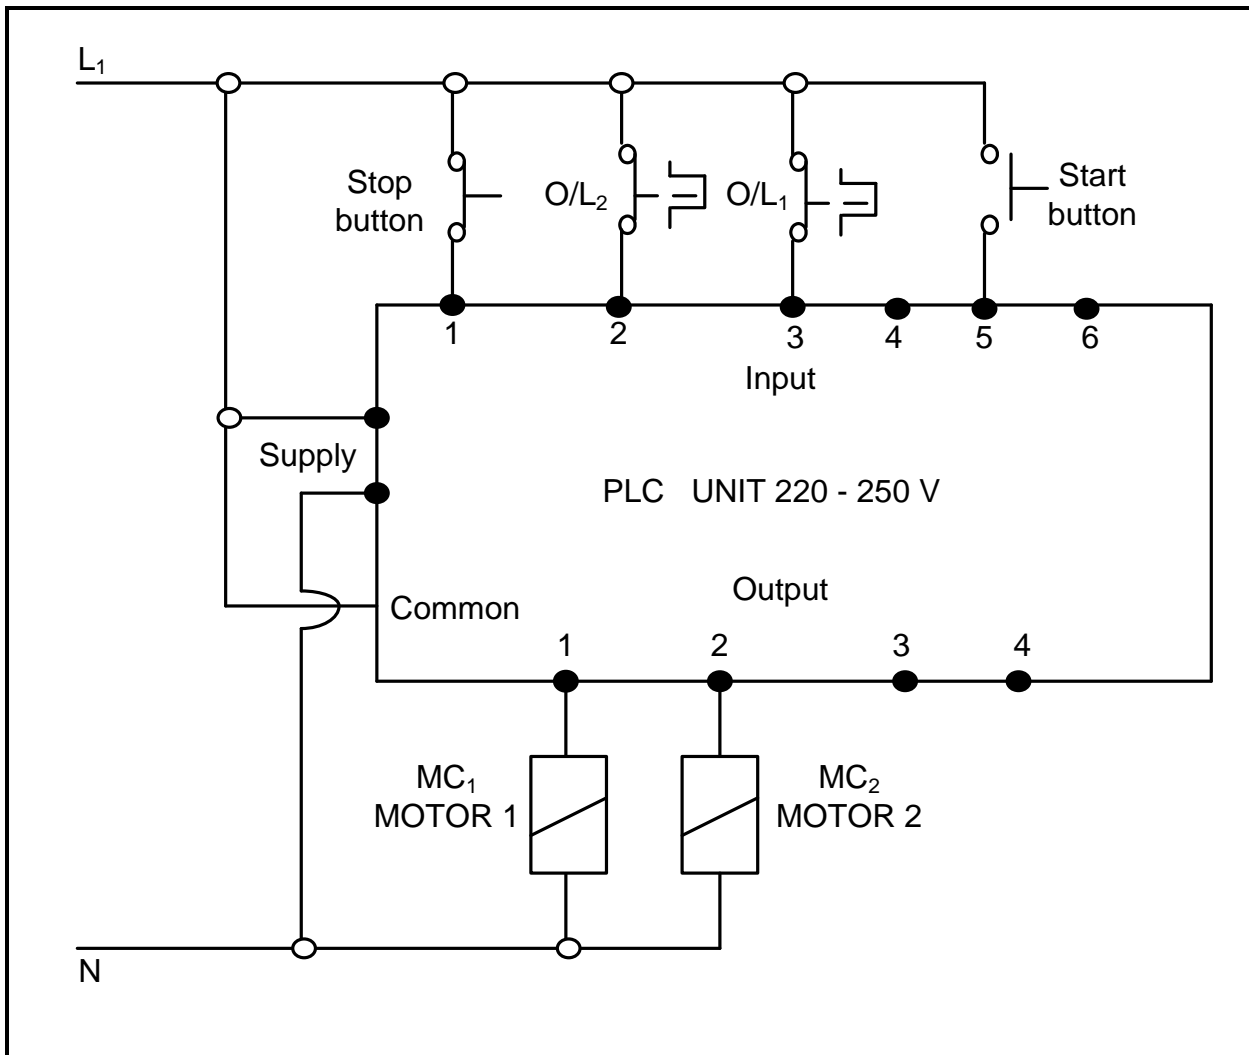 L₁
Stop
button
O/L₂
O/L₁
Start
button
1
2
3
4
5
6
Input
Supply
PLC UNIT 220 - 250 V
Output
Common
1
2
3
4
MC₁
MOTOR 1
MC₂
MOTOR 2
N